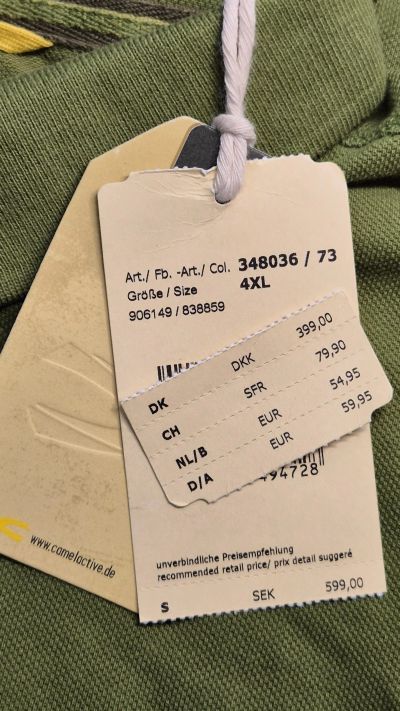 Art./ Fb. -Art./ Col. 348036 / 73
Größe / Size 4XL
906149 / 838859
DK DKK 399,00
CH SFR 79,90
NL/B EUR 54,95
D/A EUR 59,95
494728
unverbindliche Preisempfehlung
recommended retail price/ prix detail suggeré
S SEK 599,00
www.camelactive.de